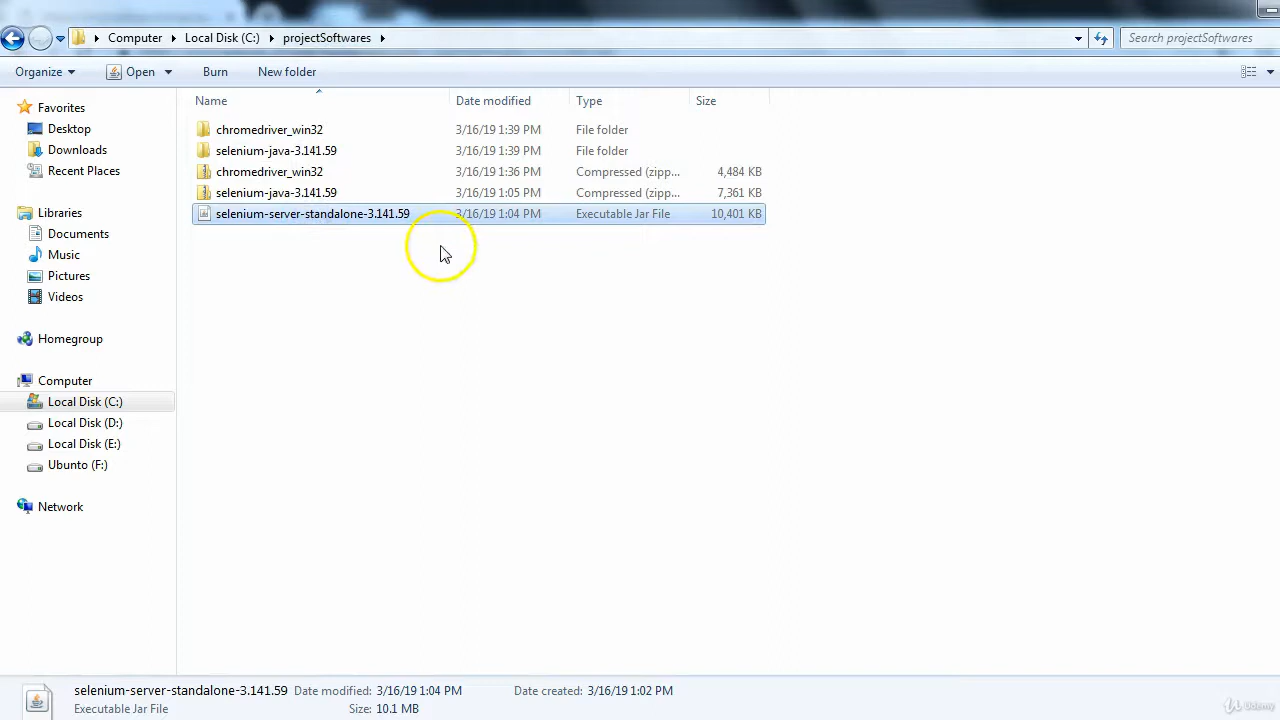 Computer Local Disk (C:) projectSoftwares Search projectSoftwares
Organize Open Burn New folder
Favorites
Desktop
Downloads
Recent Places
Libraries
Documents
Music
Pictures
Videos
Homegroup
Computer
Local Disk (C:)
Local Disk (D:)
Local Disk (E:)
Ubunto (F:)
Network
Name Date modified Type Size
chromedriver_win32 3/16/19 1:39 PM File folder
selenium-java-3.141.59 3/16/19 1:39 PM File folder
chromedriver_win32 3/16/19 1:36 PM Compressed (zipp... 4,484 KB
selenium-java-3.141.59 3/16/19 1:05 PM Compressed (zipp... 7,361 KB
selenium-server-standalone-3.141.59 3/16/19 1:04 PM Executable Jar File 10,401 KB
selenium-server-standalone-3.141.59 Date modified: 3/16/19 1:04 PM Date created: 3/16/19 1:02 PM
Executable Jar File Size: 10.1 MB
Udemy